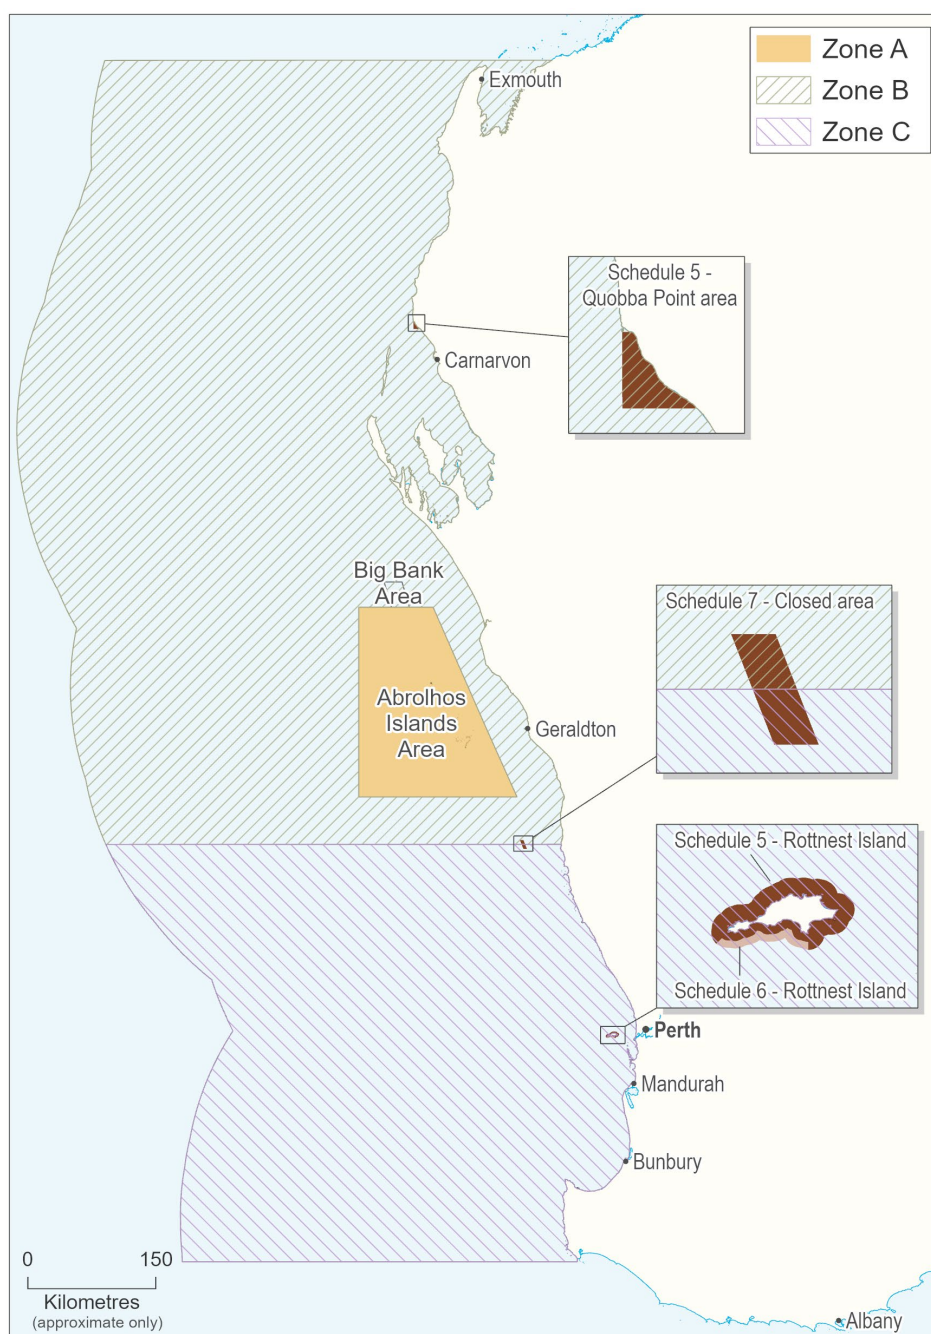 Zone A
Zone B
Zone C
Exmouth
Schedule 5 -
Quobba Point area
Carnarvon
Big Bank
Area
Schedule 7 - Closed area
Abrolhos
Islands
Area
Geraldton
Schedule 5 - Rottnest Island
Schedule 6 - Rottnest Island
Perth
Mandurah
Bunbury
0 150
Kilometres
(approximate only)
Albany